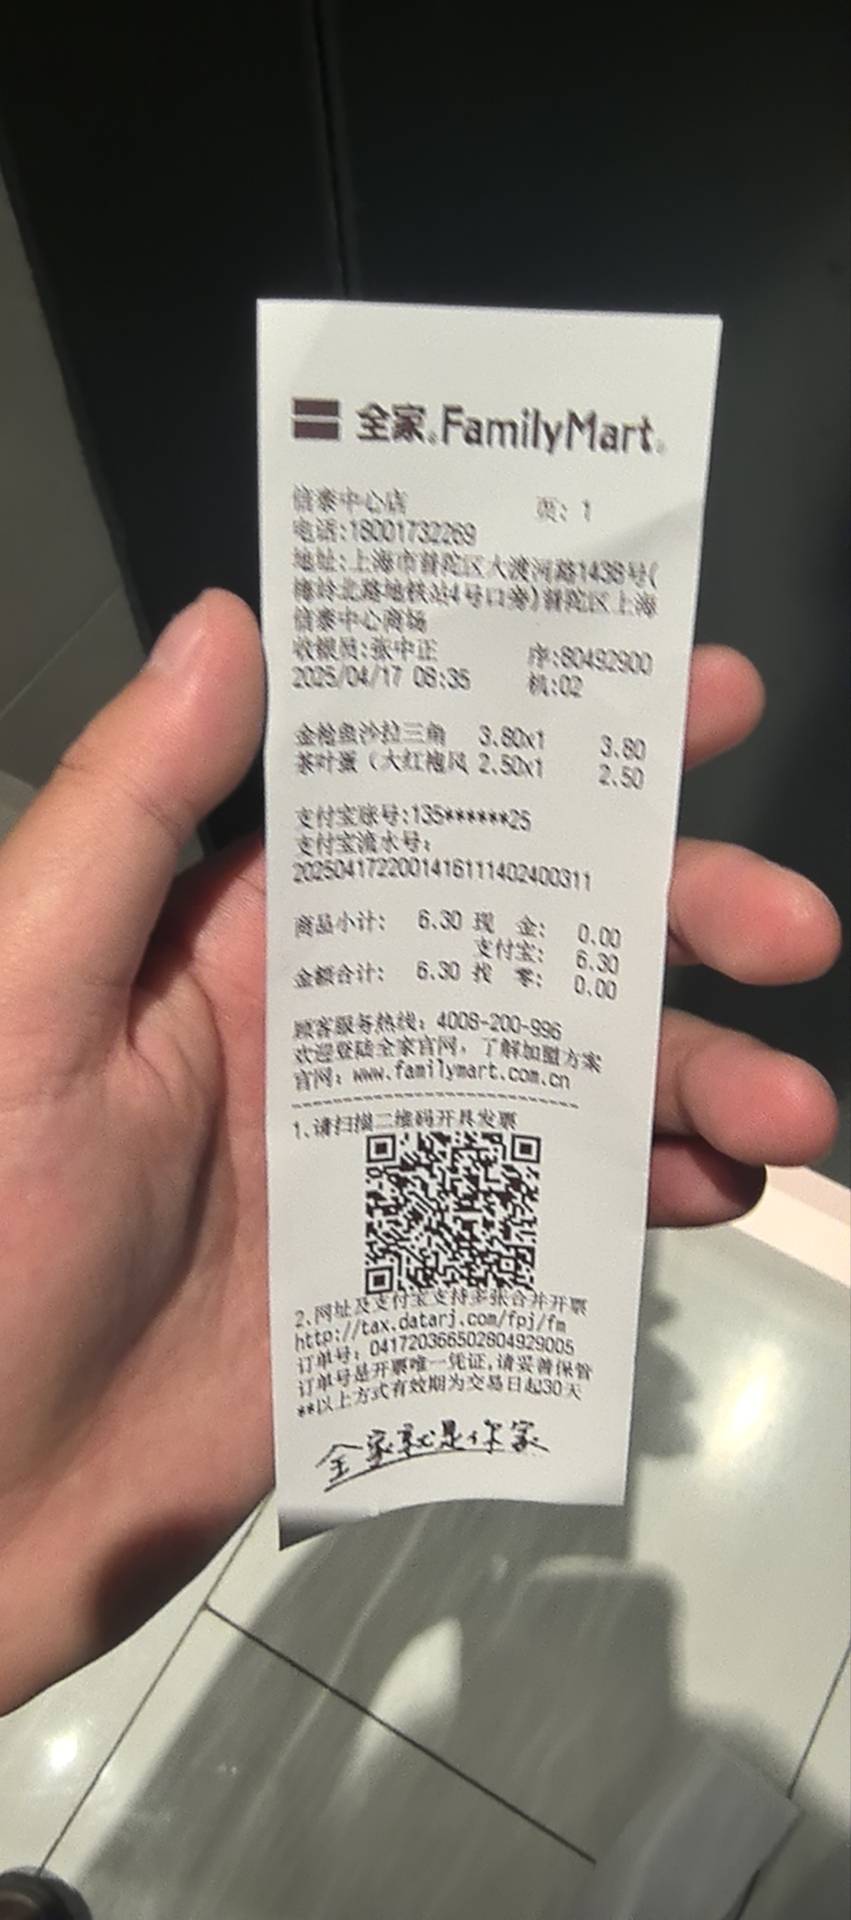 全家 FamilyMart
信泰中心店 页: 1
电话:18001732269
地址:上海市普陀区大渡河路1438号(
梅岭北路地铁站4号口旁)普陀区上海
信泰中心商场
收银员:张中正 序:80492900
2025/04/17 08:35 机:02
金枪鱼沙拉三角 3.80x1 3.80
茶叶蛋（大红袍风 2.50x1 2.50
支付宝账号:135******25
支付宝流水号:
2025041722001416111402400311
商品小计: 6.30 现 金: 0.00
支付宝: 6.30
金额合计: 6.30 找 零: 0.00
顾客服务热线: 4008-200-996
欢迎登陆全家官网, 了解加盟方案
官网: www.familymart.com.cn
1、请扫描二维码开具发票
2、网址及支付宝支持多张合并开票
http://tax.datarj.com/fpj/fm
订单号: 041720366502804929005
订单号是开票唯一凭证,请妥善保管
**以上方式有效期为交易日起30天
全家就是你家